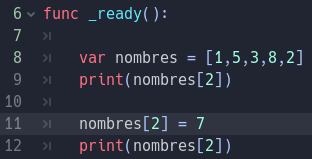 6 func _ready():
7
8 var nombres = [1,5,3,8,2]
9 print(nombres[2])
10
11 nombres[2] = 7
12 print(nombres[2])